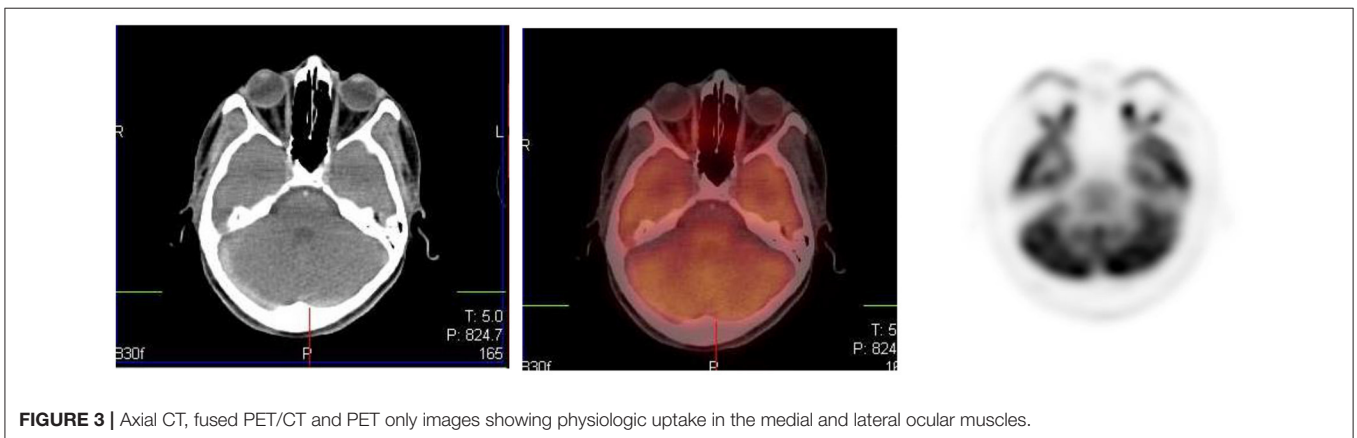 R
L
T: 5.0
P: 824.7
B30f
P
165
R
T: 5
P: 824
B30f
P
FIGURE 3 | Axial CT, fused PET/CT and PET only images showing physiologic uptake in the medial and lateral ocular muscles.